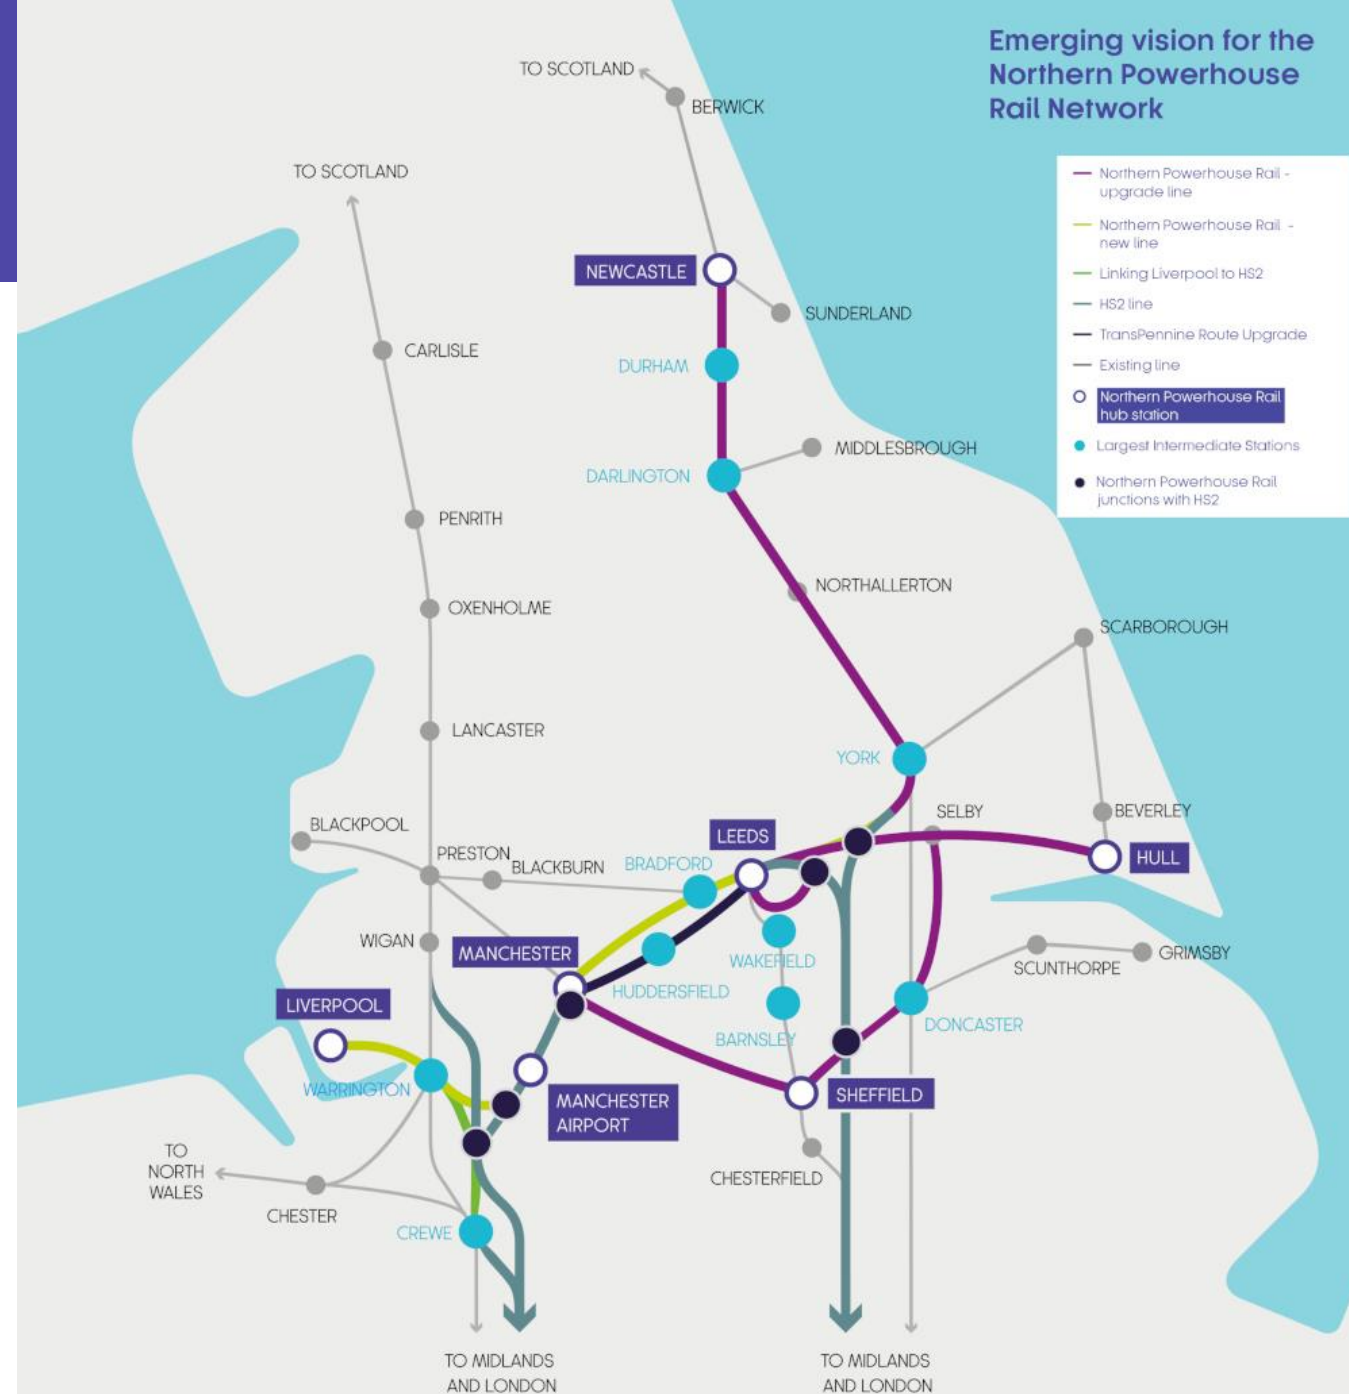 Emerging vision for the
Northern Powerhouse
Rail Network
Northern Powerhouse Rail -
upgrade line
Northern Powerhouse Rail -
new line
Linking Liverpool to HS2
HS2 line
TransPennine Route Upgrade
Existing line
Northern Powerhouse Rail
hub station
Largest Intermediate Stations
Northern Powerhouse Rail
junctions with HS2
TO SCOTLAND
BERWICK
TO SCOTLAND
NEWCASTLE
SUNDERLAND
CARLISLE
DURHAM
MIDDLESBROUGH
DARLINGTON
PENRITH
NORTHALLERTON
OXENHOLME
SCARBOROUGH
LANCASTER
YORK
BLACKPOOL
SELBY
BEVERLEY
LEEDS
PRESTON
BLACKBURN
BRADFORD
HULL
WIGAN
MANCHESTER
WAKEFIELD
GRIMSBY
SCUNTHORPE
HUDDERSFIELD
LIVERPOOL
DONCASTER
BARNSLEY
WARRINGTON
SHEFFIELD
MANCHESTER
AIRPORT
TO
NORTH
WALES
CHESTERFIELD
CHESTER
CREWE
TO MIDLANDS
AND LONDON
TO MIDLANDS
AND LONDON